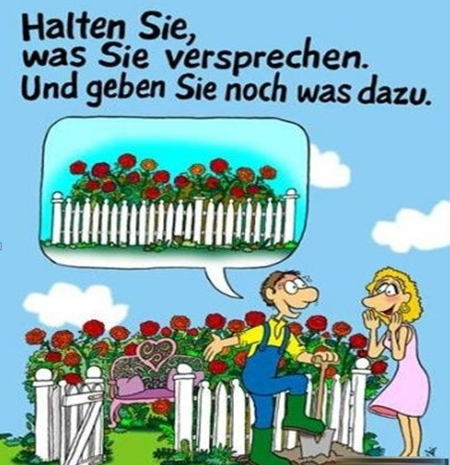 Halten Sie,
was Sie versprechen.
Und geben Sie noch was dazu.